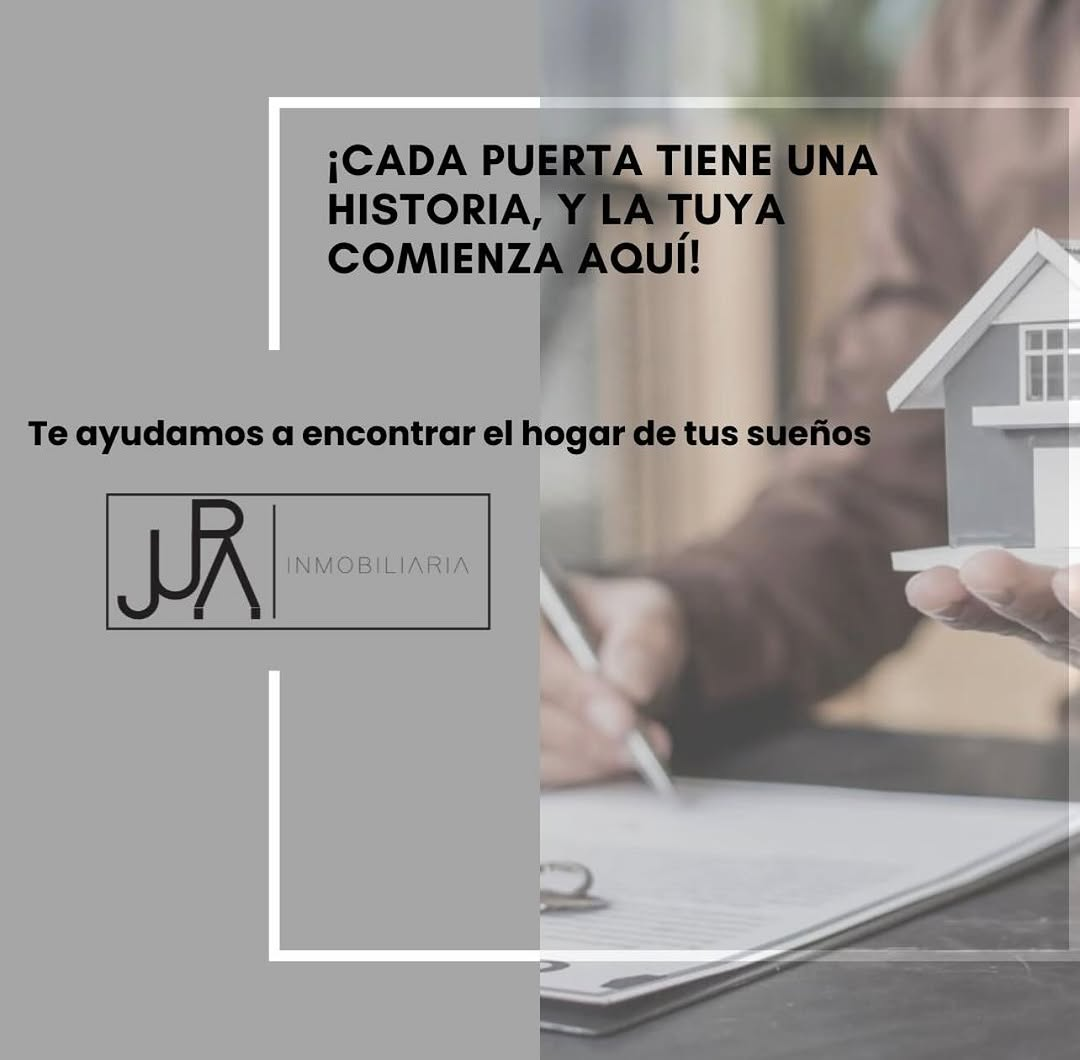 ¡CADA PUERTA TIENE UNA
HISTORIA, Y LA TUYA
COMIENZA AQUÍ!
Te ayudamos a encontrar el hogar de tus sueños
JURA
INMOBILIARIA